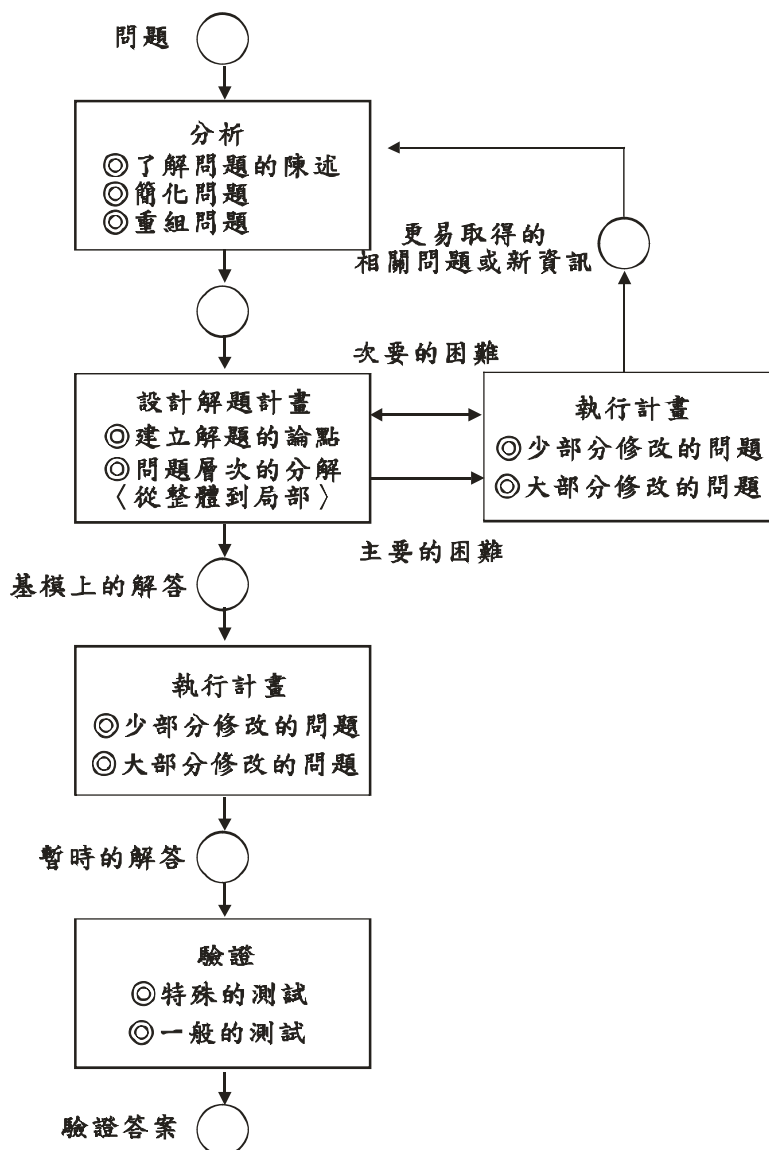 問題
分析
◎了解問題的陳述
◎簡化問題
◎重組問題
更易取得的
相關問題或新資訊
次要的困難
設計解題計畫
◎建立解題的論點
◎問題層次的分解
〈從整體到局部〉
執行計畫
◎少部分修改的問題
◎大部分修改的問題
主要的困難
基模上的解答
執行計畫
◎少部分修改的問題
◎大部分修改的問題
暫時的解答
驗證
◎特殊的測試
◎一般的測試
驗證答案